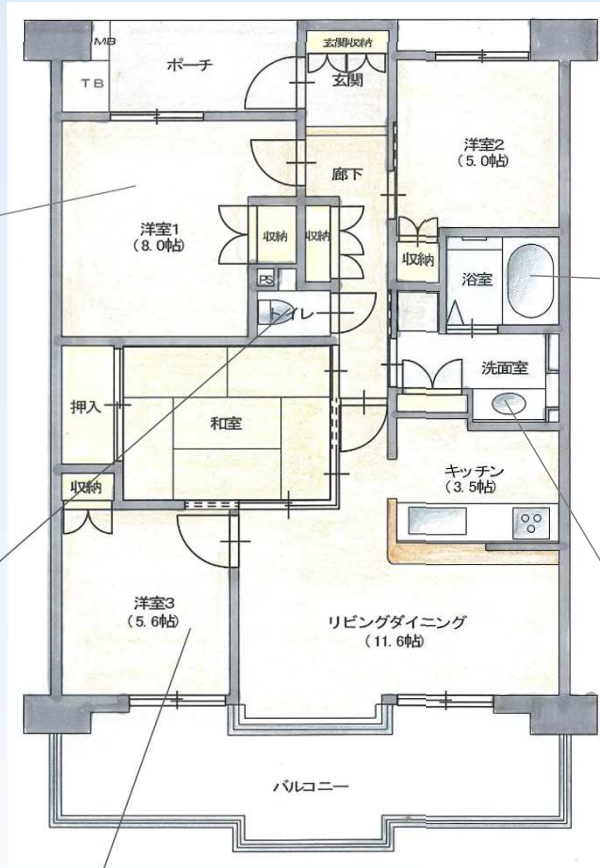 MB
TB
ポーチ
玄関収納
玄関
洋室2
(5.0帖)
廊下
洋室1
(8.0帖)
収納
収納
収納
浴室
PS
トイレ
洗面室
押入
和室
キッチン
(3.5帖)
収納
洋室3
(5.6帖)
リビングダイニング
(11.6帖)
バルコニー